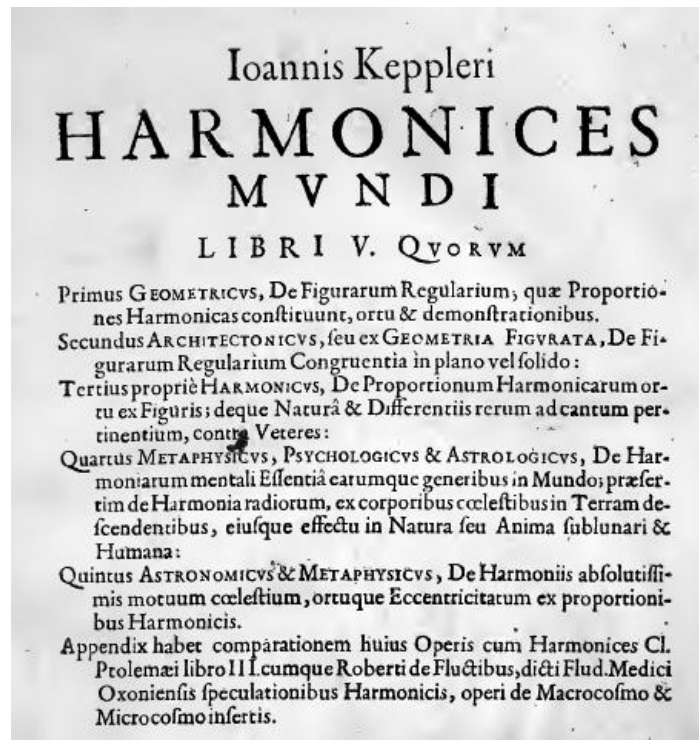 Ioannis Keppleri
HARMONICES
MVNDI
LIBRI V. QVORVM
Primus GEOMETRICVS, De Figurarum Regularium, quæ Proportio-
nes Harmonicas conſtituunt, ortu & demonſtrationibus.
Secundus ARCHITECTONICVS, ſeu ex GEOMETRIA FIGVRATA, De Fi-
gurarum Regularium Congruentia in plano vel ſolido:
Tertius propriè HARMONICVS, De Proportionum Harmonicarum or-
tu ex Figuris; deque Naturâ & Differentiis rerum ad cantum per-
tinentium, contra Veteres:
Quartus METAPHYSICVS, PSYCHOLOGICVS & ASTROLOGICVS, De Har-
moniarum mentali Eſſentiâ earumque generibus in Mundo; præſer-
tim de Harmonia radiorum, ex corporibus cœleſtibus in Terram de-
ſcendentibus, eiuſque effectu in Natura ſeu Anima ſublunari &
Humana:
Quintus ASTRONOMICVS & METAPHYSICVS, De Harmoniis abſolutiſſi-
mis motuum cœleſtium, ortuque Eccentricitatum ex proportioni-
bus Harmonicis.
Appendix habet comparationem huius Operis cum Harmonices Cl.
Ptolemæi libro III. cumque Roberti de Fluctibus, dicti Flud. Medici
Oxonienſis ſpeculationibus Harmonicis, operi de Macrocoſmo &
Microcoſmo inſertis.